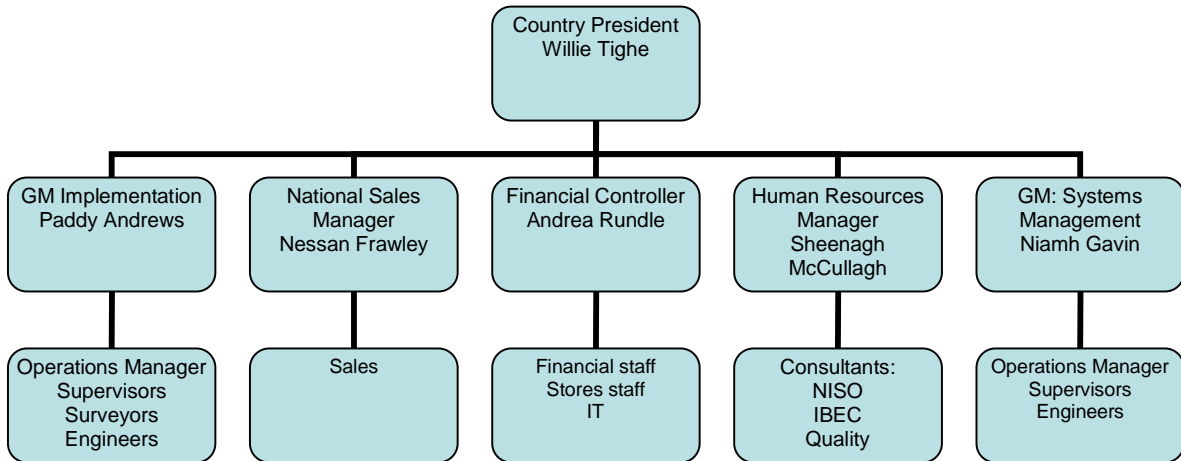 Country President
Willie Tighe
GM Implementation
Paddy Andrews
National Sales
Manager
Nessan Frawley
Financial Controller
Andrea Rundle
Human Resources
Manager
Sheenagh
McCullagh
GM: Systems
Management
Niamh Gavin
Operations Manager
Supervisors
Surveyors
Engineers
Sales
Financial staff
Stores staff
IT
Consultants:
NISO
IBEC
Quality
Operations Manager
Supervisors
Engineers